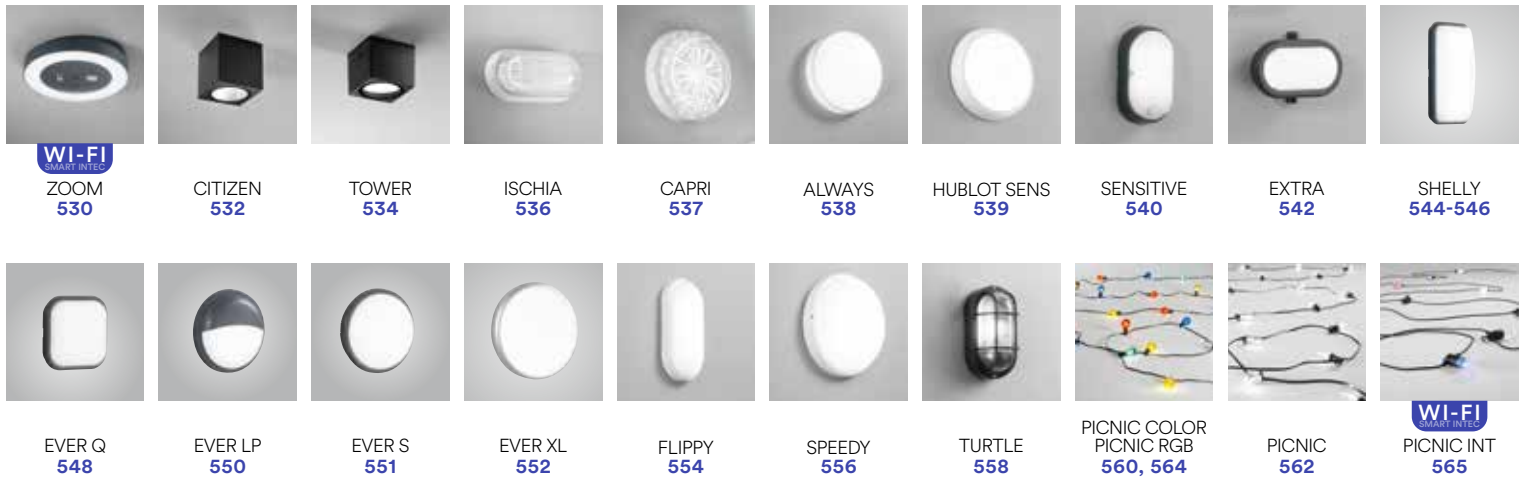 WI-FI
SMART INTEC
ZOOM
530
CITIZEN
532
TOWER
534
ISCHIA
536
CAPRI
537
ALWAYS
538
HUBLOT SENS
539
SENSITIVE
540
EXTRA
542
SHELLY
544-546
EVER Q
548
EVER LP
550
EVER S
551
EVER XL
552
FLIPPY
554
SPEEDY
556
TURTLE
558
PICNIC COLOR
PICNIC RGB
560, 564
PICNIC
562
WI-FI
SMART INTEC
PICNIC INT
565